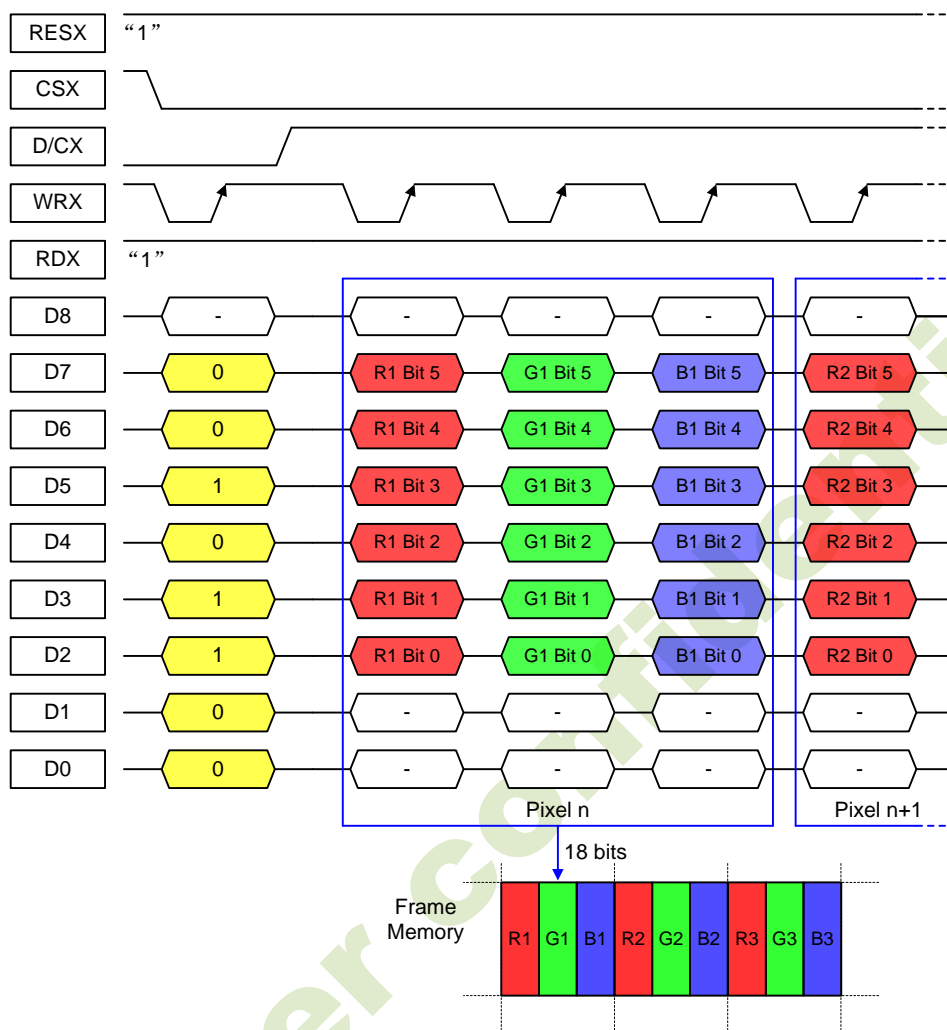 RESX “1”
CSX
D/CX
WRX
RDX “1”
D8 - - - - -
D7 0 R1 Bit 5 G1 Bit 5 B1 Bit 5 R2 Bit 5
D6 0 R1 Bit 4 G1 Bit 4 B1 Bit 4 R2 Bit 4
D5 1 R1 Bit 3 G1 Bit 3 B1 Bit 3 R2 Bit 3
D4 0 R1 Bit 2 G1 Bit 2 B1 Bit 2 R2 Bit 2
D3 1 R1 Bit 1 G1 Bit 1 B1 Bit 1 R2 Bit 1
D2 1 R1 Bit 0 G1 Bit 0 B1 Bit 0 R2 Bit 0
D1 0 - - - -
D0 0 - - - -
Pixel n Pixel n+1
18 bits
Frame
Memory
R1 G1 B1 R2 G2 B2 R3 G3 B3